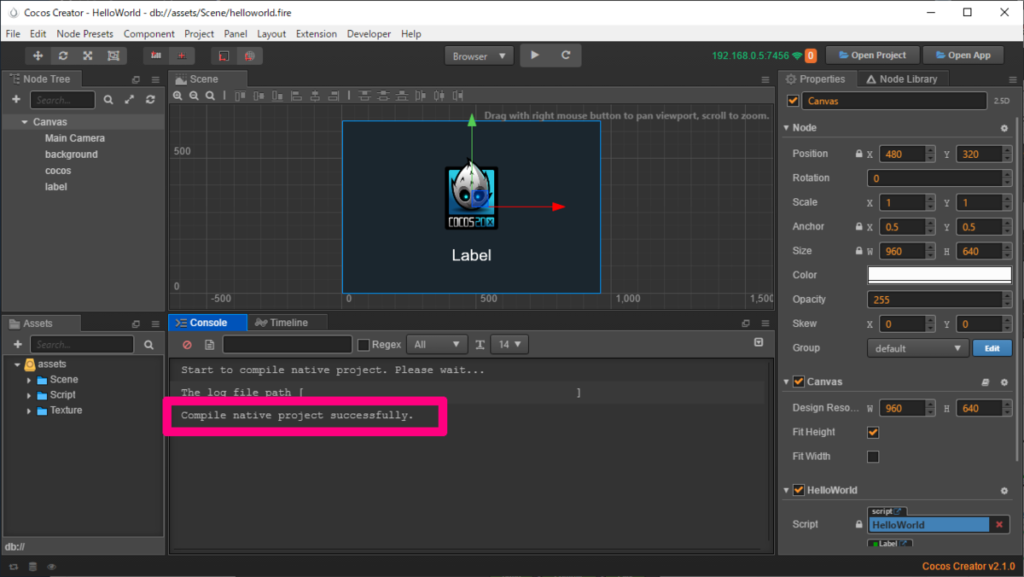 Cocos Creator - HelloWorld - db://assets/Scene/helloworld.fire
File Edit Node Presets Component Project Panel Layout Extension Developer Help
Browser
192.168.0.5:7456 0 Open Project Open App
Node Tree
Search...
Canvas
Main Camera
background
cocos
label
Scene
Drag with right mouse button to pan viewport, scroll to zoom.
500
0
-500 0 500 1,000 1,500
COCOS2DX
Label
Assets
Search...
assets
Scene
Script
Texture
db://
Console Timeline
Regex All 14
Start to compile native project. Please wait...
The log file path [ ]
Compile native project successfully.
Properties Node Library
Canvas 2.5D
Node
Position X 480 Y 320
Rotation 0
Scale X 1 Y 1
Anchor X 0.5 Y 0.5
Size W 960 H 640
Color
Opacity 255
Skew X 0 Y 0
Group default Edit
Canvas
Design Reso... W 960 H 640
Fit Height
Fit Width
HelloWorld
script
Script HelloWorld
Label
Cocos Creator v2.1.0